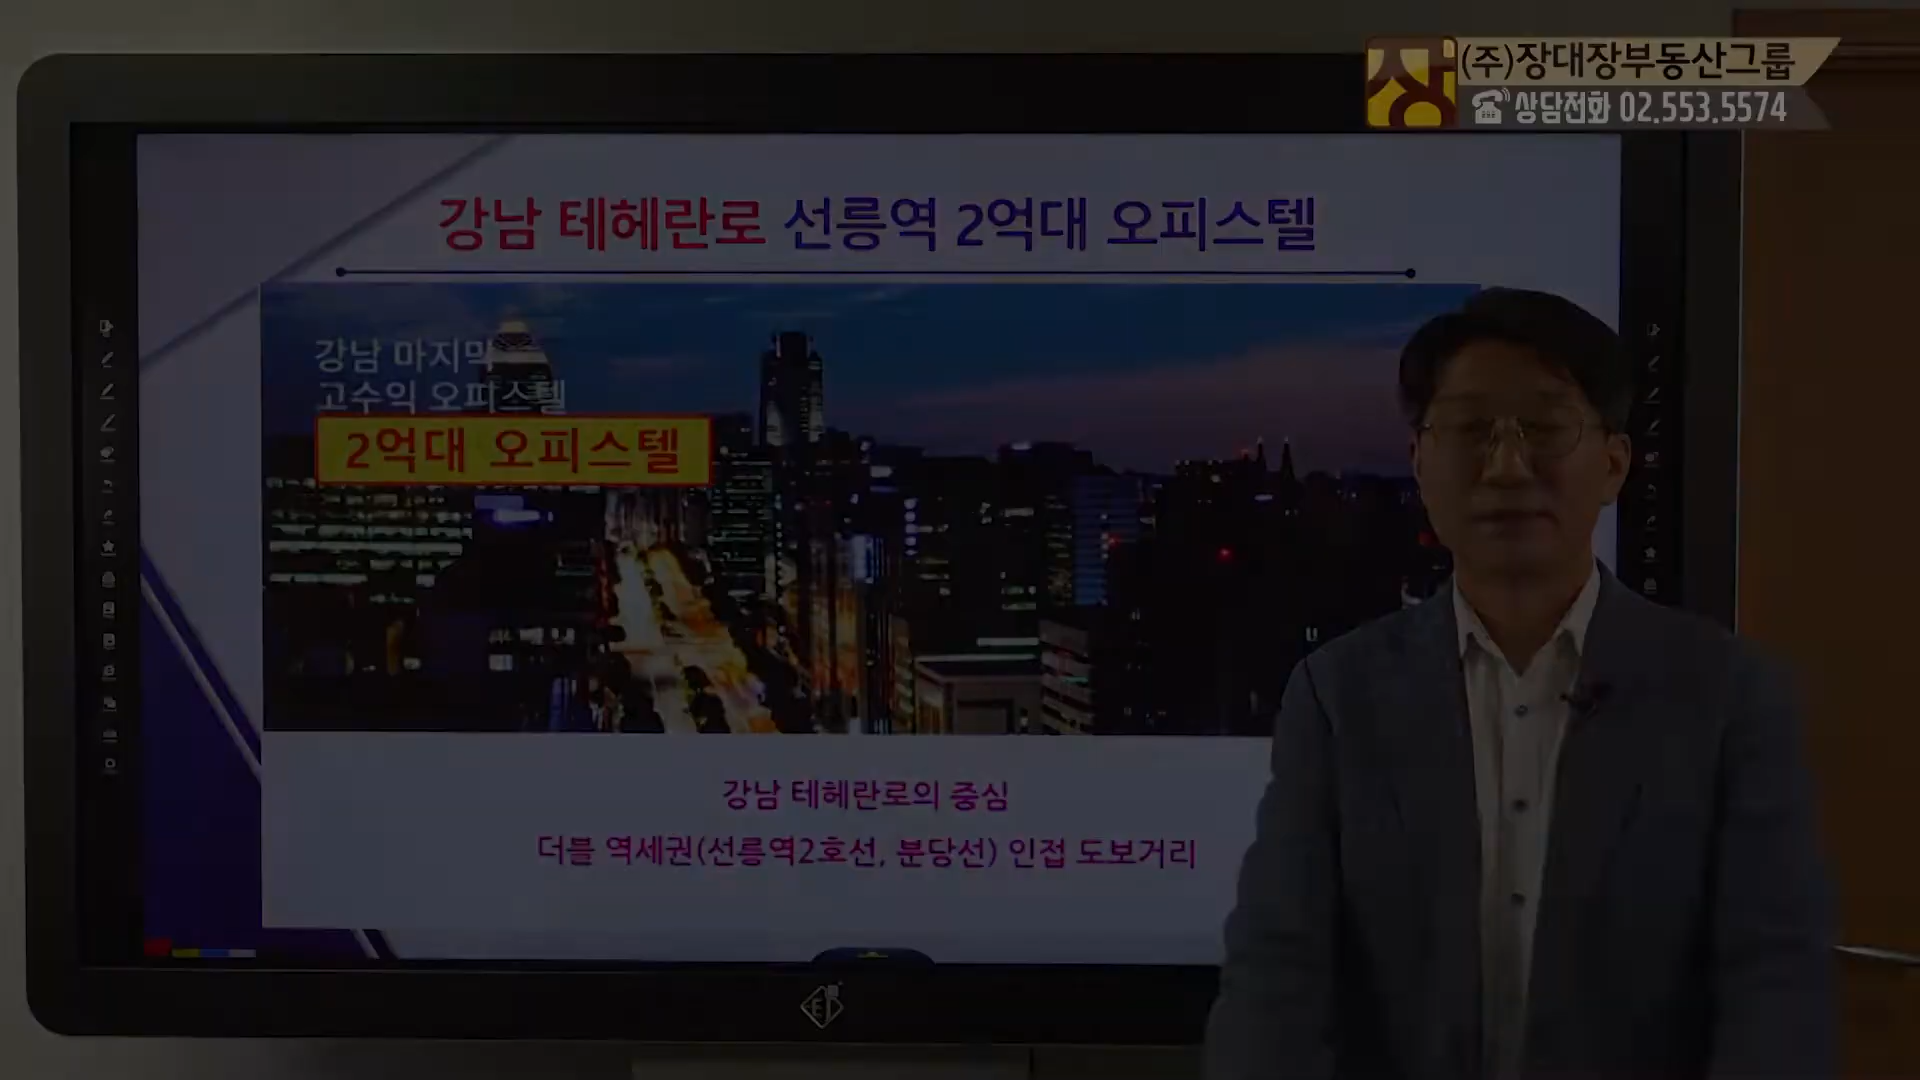 장
(주)장대장부동산그룹
상담전화 02.553.5574
강남 테헤란로 선릉역 2억대 오피스텔
강남 마지막
고수익 오피스텔
2억대 오피스텔
강남 테헤란로의 중심
더블 역세권(선릉역2호선, 분당선) 인접 도보거리